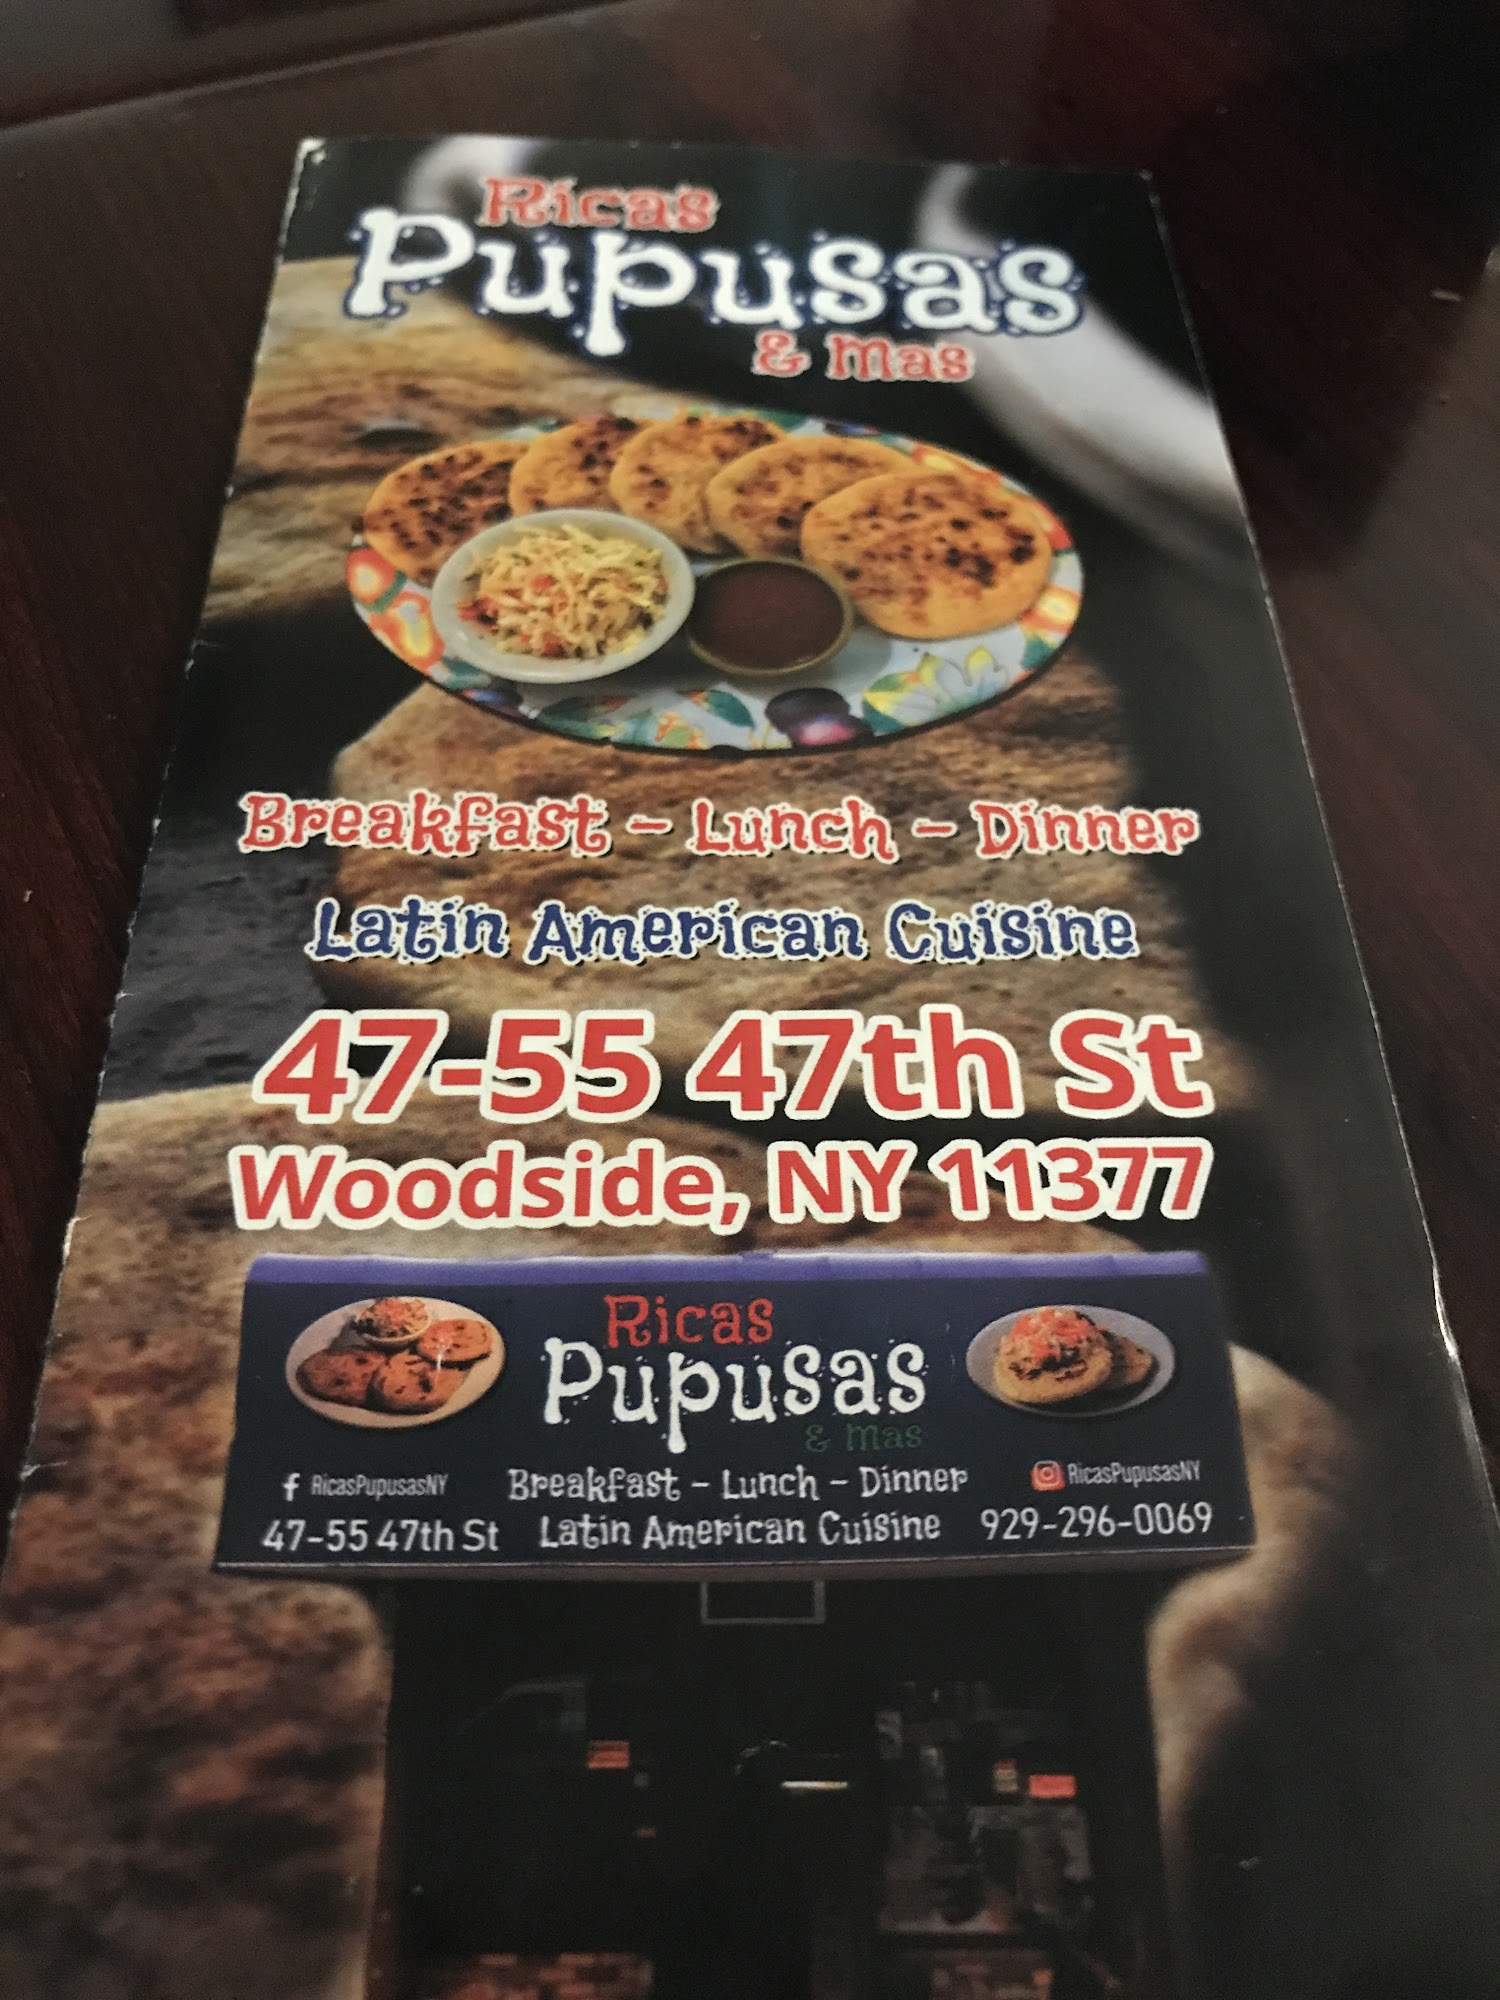 Ricas
Pupusas
& Mas
Breakfast - Lunch - Dinner
Latin American Cuisine
47-55 47th St
Woodside, NY 11377
Ricas
Pupusas
& Mas
f RicasPupusasNY
Breakfast - Lunch - Dinner
RicasPupusasNY
47-55 47th St
Latin American Cuisine
929-296-0069